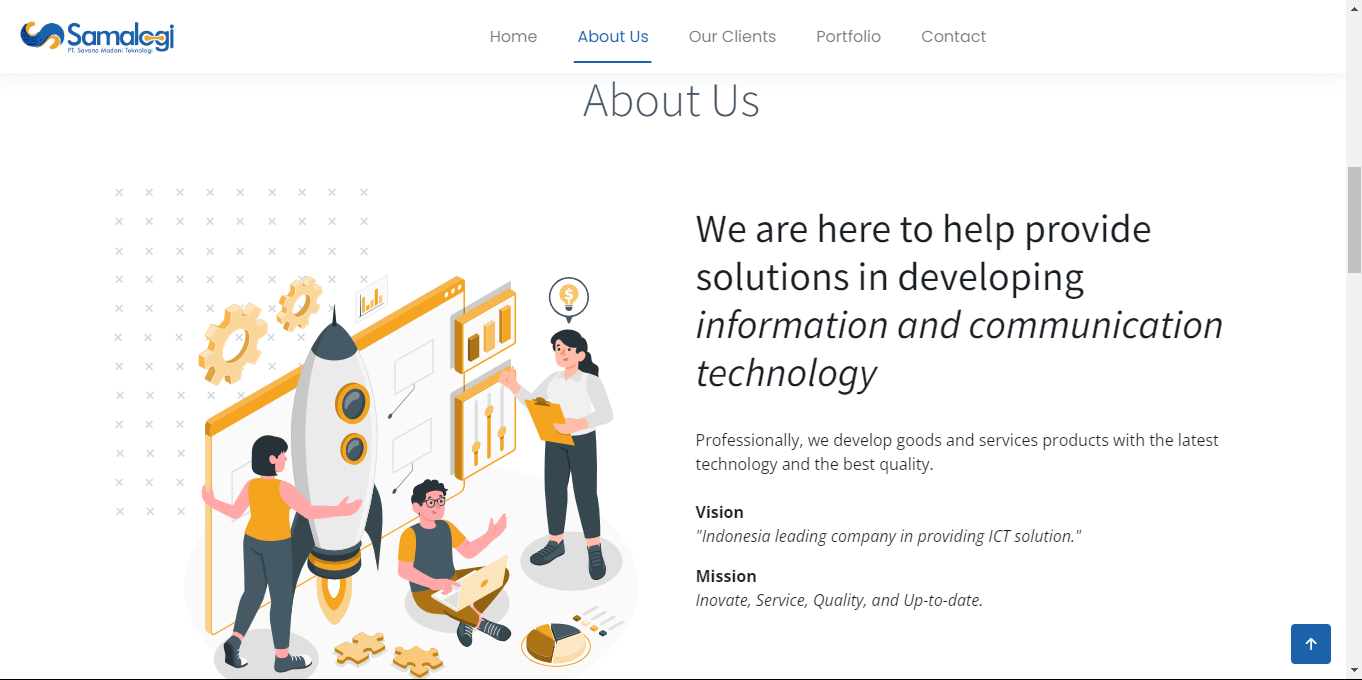 Samalogi
PT. Savana Madani Teknologi
Home About Us Our Clients Portfolio Contact
About Us
We are here to help provide
solutions in developing
information and communication
technology
Professionally, we develop goods and services products with the latest
technology and the best quality.
Vision
"Indonesia leading company in providing ICT solution."
Mission
Inovate, Service, Quality, and Up-to-date.
$